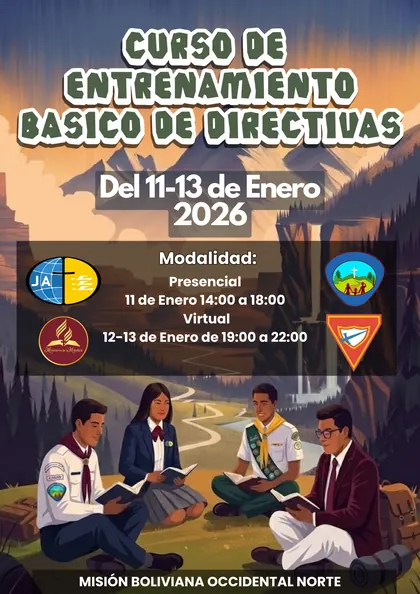 CURSO DE
ENTRENAMIENTO
BASICO DE DIRECTIVAS
Del 11-13 de Enero
2026
Modalidad:
Presencial
11 de Enero 14:00 a 18:00
Virtual
12-13 de Enero de 19:00 a 22:00
JA
MISIÓN BOLIVIANA OCCIDENTAL NORTE